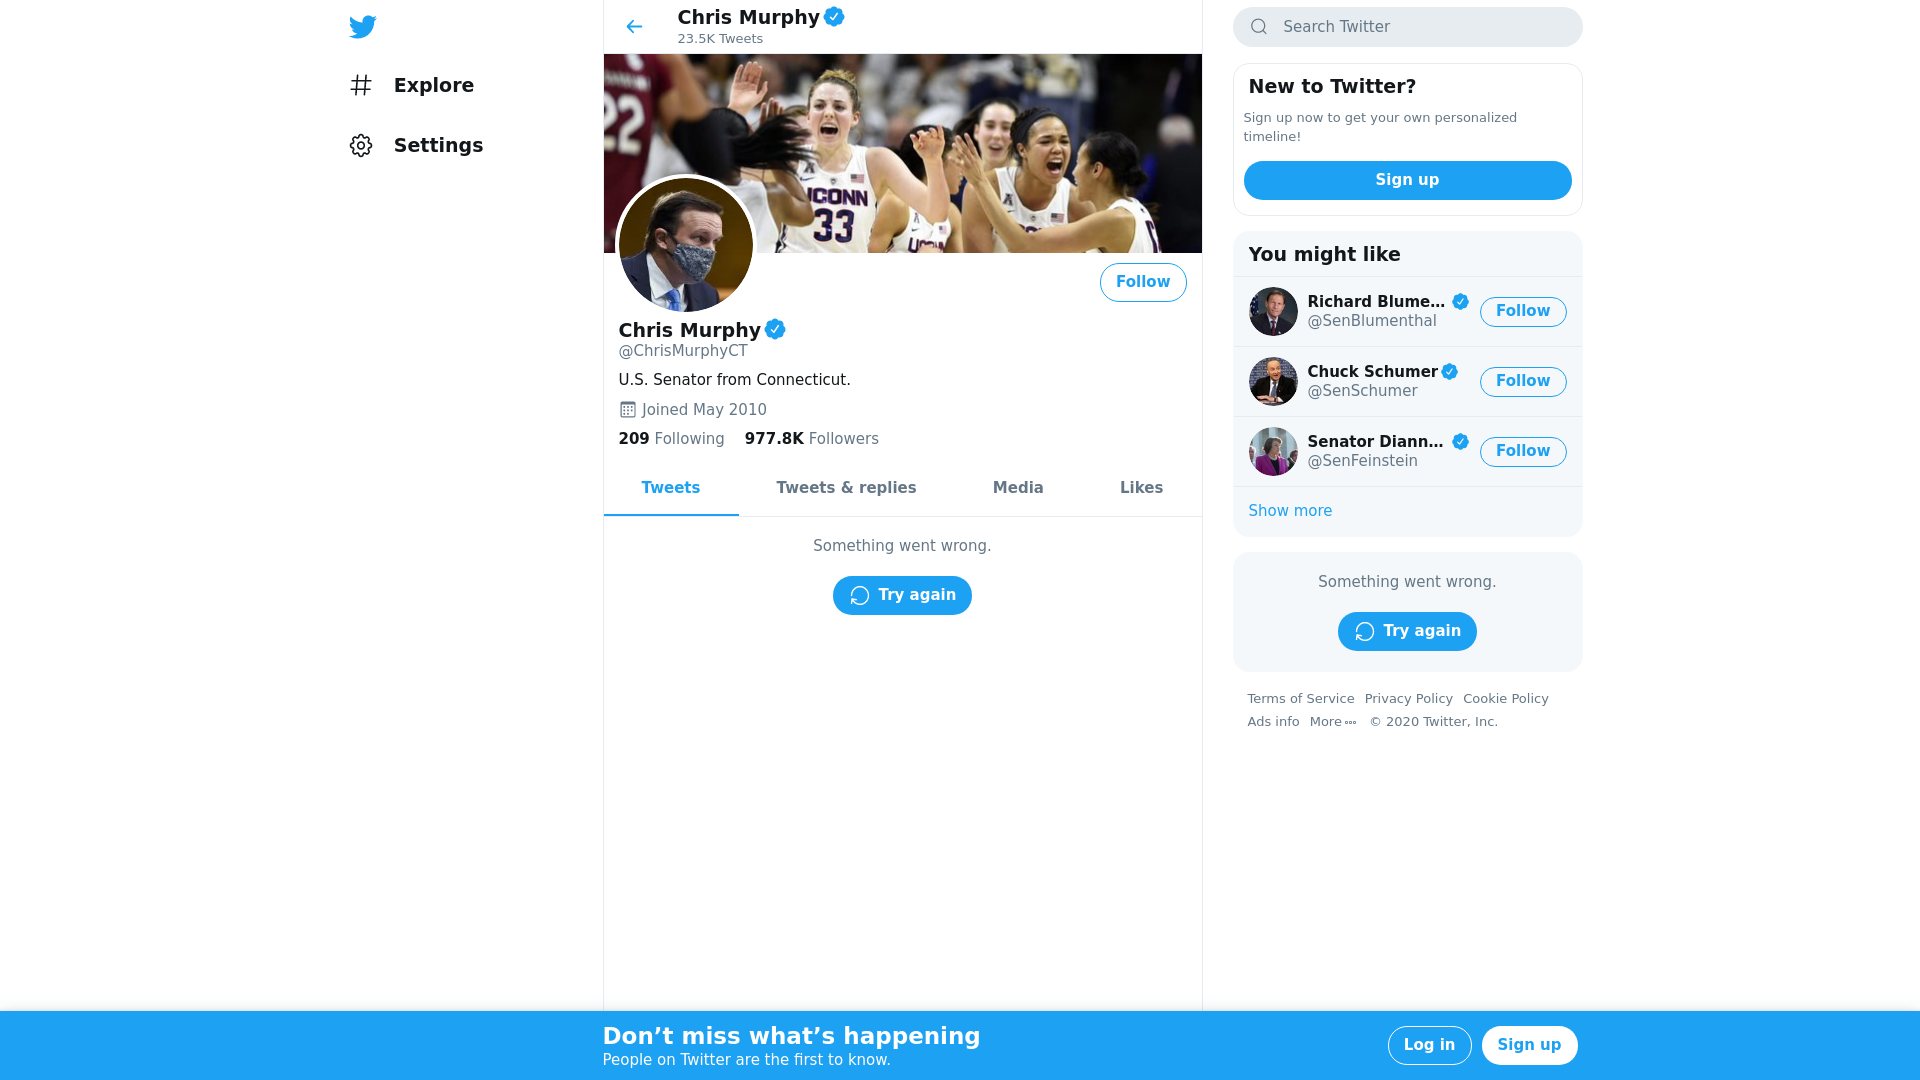 Explore
Settings
Chris Murphy
23.5K Tweets
22
UCONN
33
Follow
Chris Murphy
@ChrisMurphyCT
U.S. Senator from Connecticut.
Joined May 2010
209 Following 977.8K Followers
Tweets Tweets & replies Media Likes
Something went wrong.
Try again
Search Twitter
New to Twitter?
Sign up now to get your own personalized
timeline!
Sign up
You might like
Richard Blume...
@SenBlumenthal
Follow
Chuck Schumer
@SenSchumer
Follow
Senator Diann...
@SenFeinstein
Follow
Show more
Something went wrong.
Try again
Terms of Service Privacy Policy Cookie Policy
Ads info More © 2020 Twitter, Inc.
Don’t miss what’s happening
People on Twitter are the first to know.
Log in Sign up